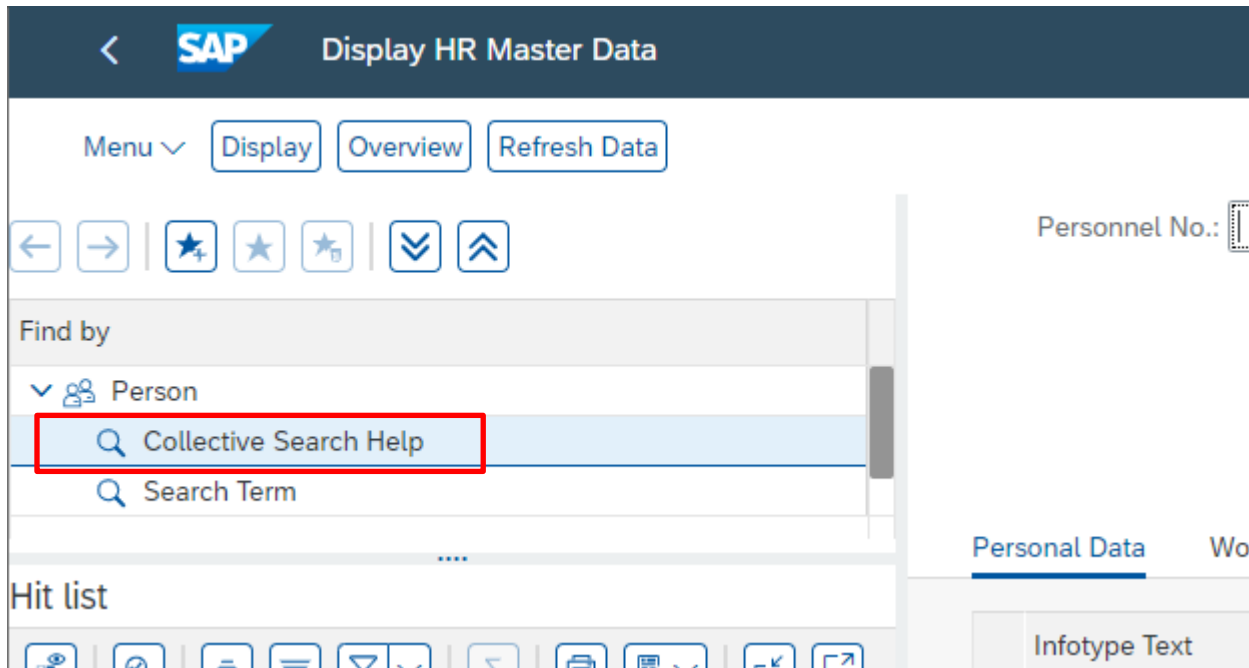 SAP Display HR Master Data
Menu Display Overview Refresh Data
Personnel No.:
Find by
Person
Collective Search Help
Search Term
Personal Data Wo
Hit list
Infotype Text